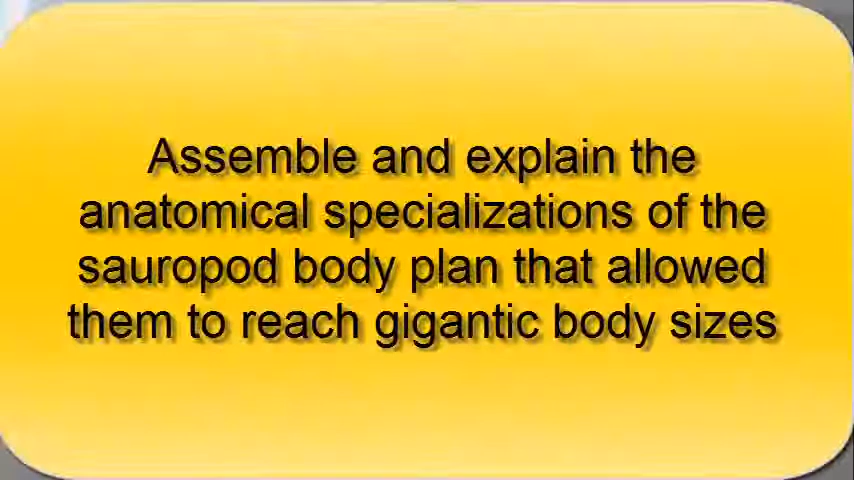 Assemble and explain the
anatomical specializations of the
sauropod body plan that allowed
them to reach gigantic body sizes